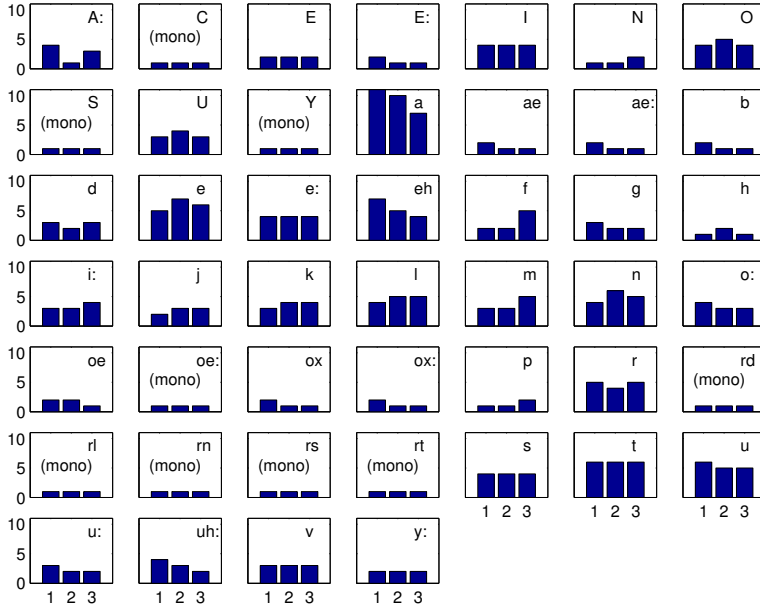 A: C E E: I N O
10 (mono)
5
0
S U Y a ae ae: b
10 (mono) (mono)
5
0
d e e: eh f g h
10
5
0
i: j k l m n o:
10
5
0
oe oe: ox ox: p r rd
10 (mono) (mono)
5
0
rl rn rs rt s t u
10 (mono) (mono) (mono) (mono)
5
0
1 2 3 1 2 3 1 2 3
u: uh: v y:
10
5
0
1 2 3 1 2 3 1 2 3 1 2 3